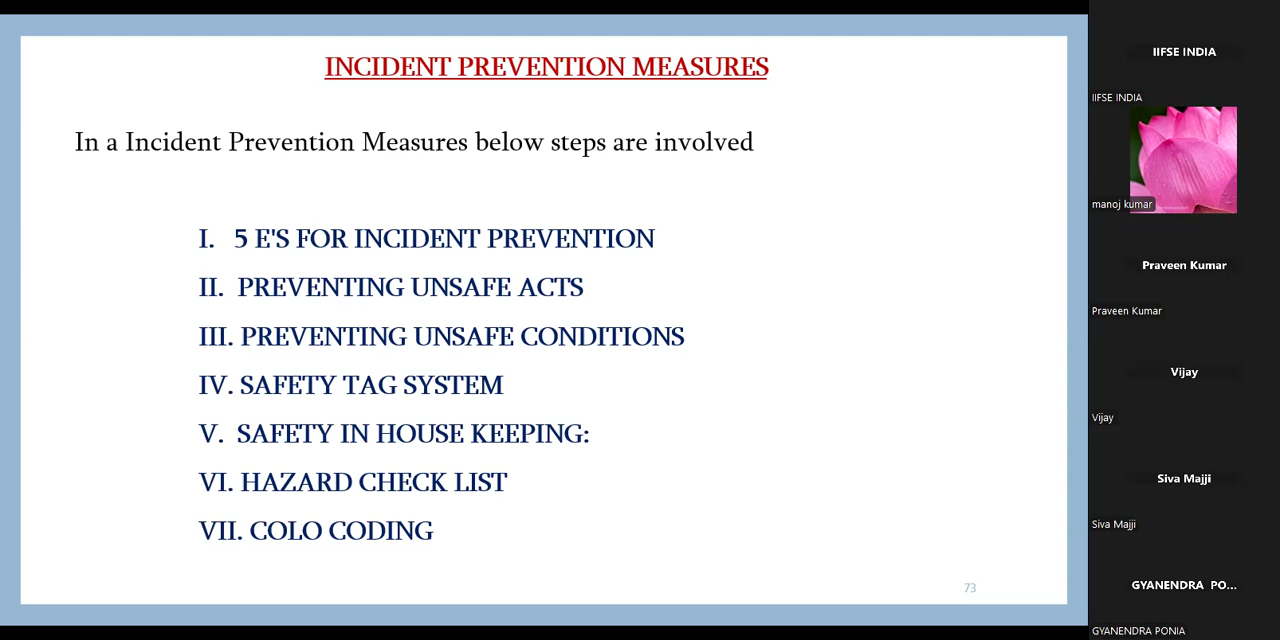 INCIDENT PREVENTION MEASURES
In a Incident Prevention Measures below steps are involved
I. 5 E'S FOR INCIDENT PREVENTION
II. PREVENTING UNSAFE ACTS
III. PREVENTING UNSAFE CONDITIONS
IV. SAFETY TAG SYSTEM
V. SAFETY IN HOUSE KEEPING:
VI. HAZARD CHECK LIST
VII. COLO CODING
73
IIFSE INDIA
IIFSE INDIA
manoj kumar
Praveen Kumar
Praveen Kumar
Vijay
Vijay
Siva Majji
Siva Majji
GYANENDRA PO...
GYANENDRA PONIA